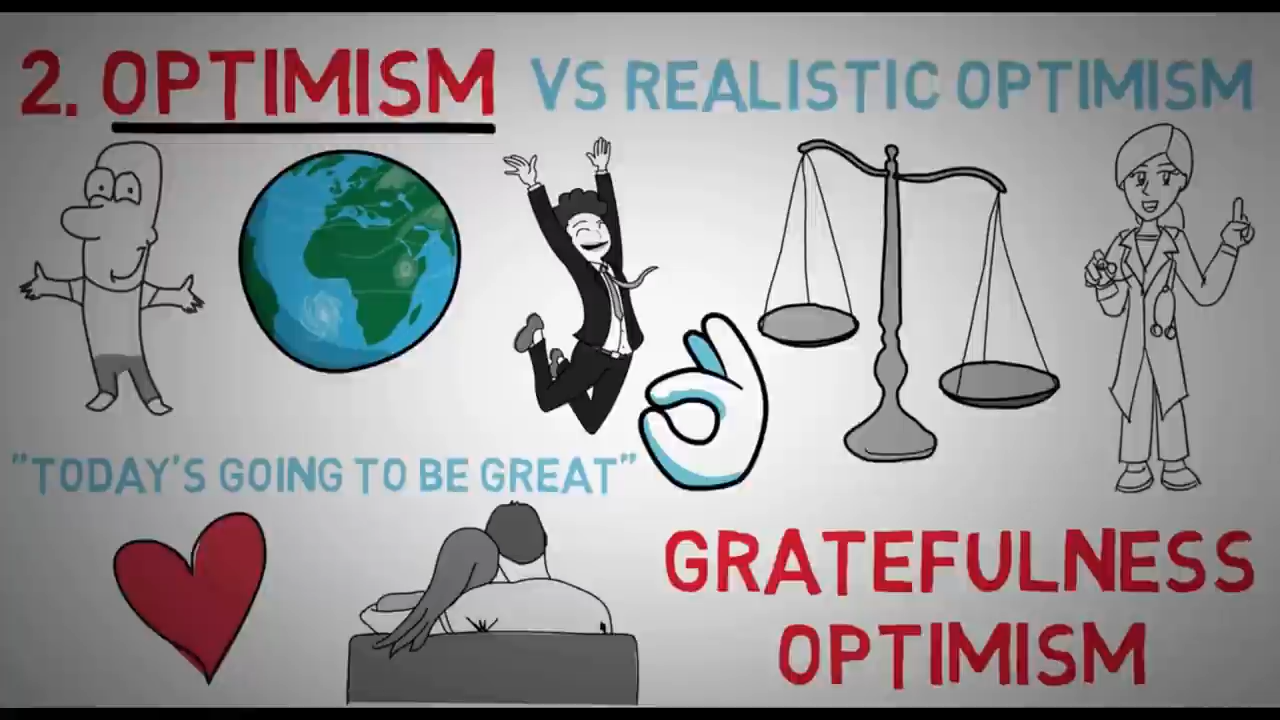 2. OPTIMISM VS REALISTIC OPTIMISM
"TODAY'S GOING TO BE GREAT"
GRATEFULNESS
OPTIMISM